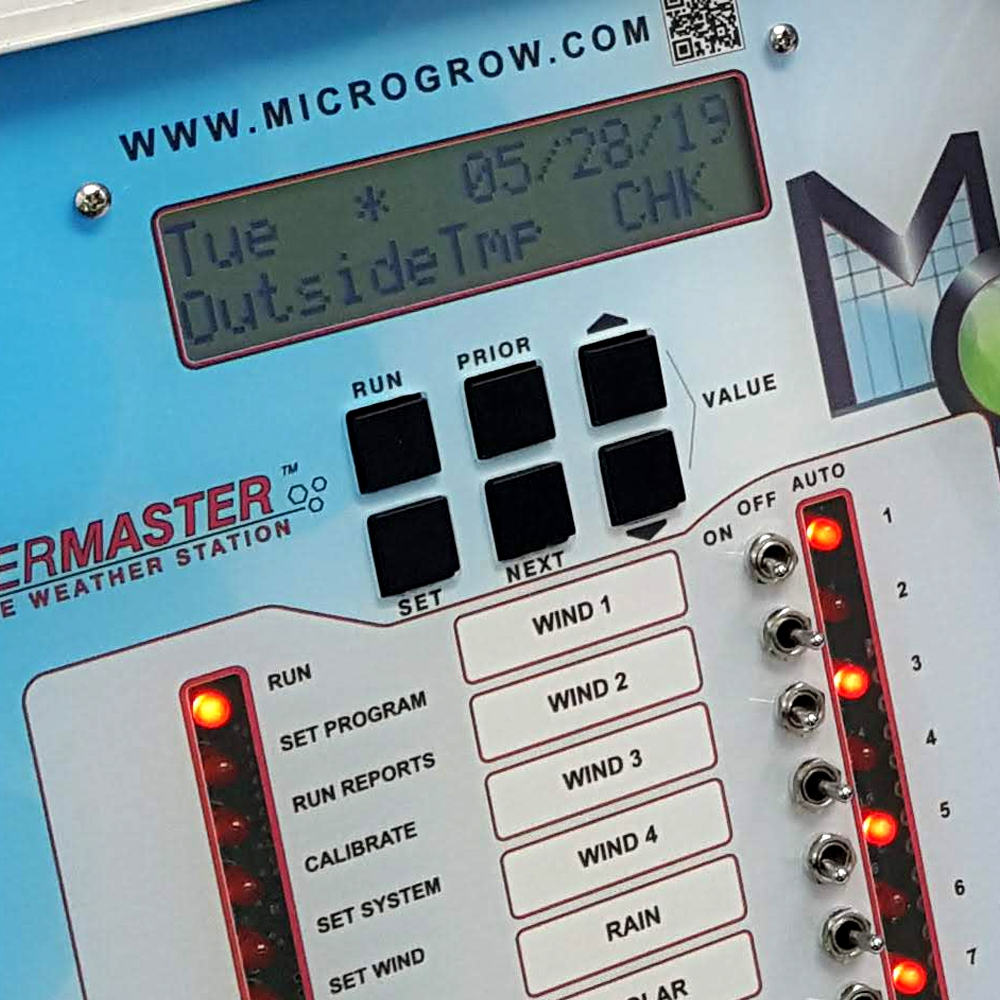 WWW.MICROGROW.COM
Tue * 05/28/19
OutsideTmp CHK
RUN
PRIOR
VALUE
SET
NEXT
ERMASTER™
E WEATHER STATION
ON
OFF
AUTO
1
2
3
4
5
6
7
WIND 1
WIND 2
WIND 3
WIND 4
RAIN
LAR
RUN
SET PROGRAM
RUN REPORTS
CALIBRATE
SET SYSTEM
SET WIND
M